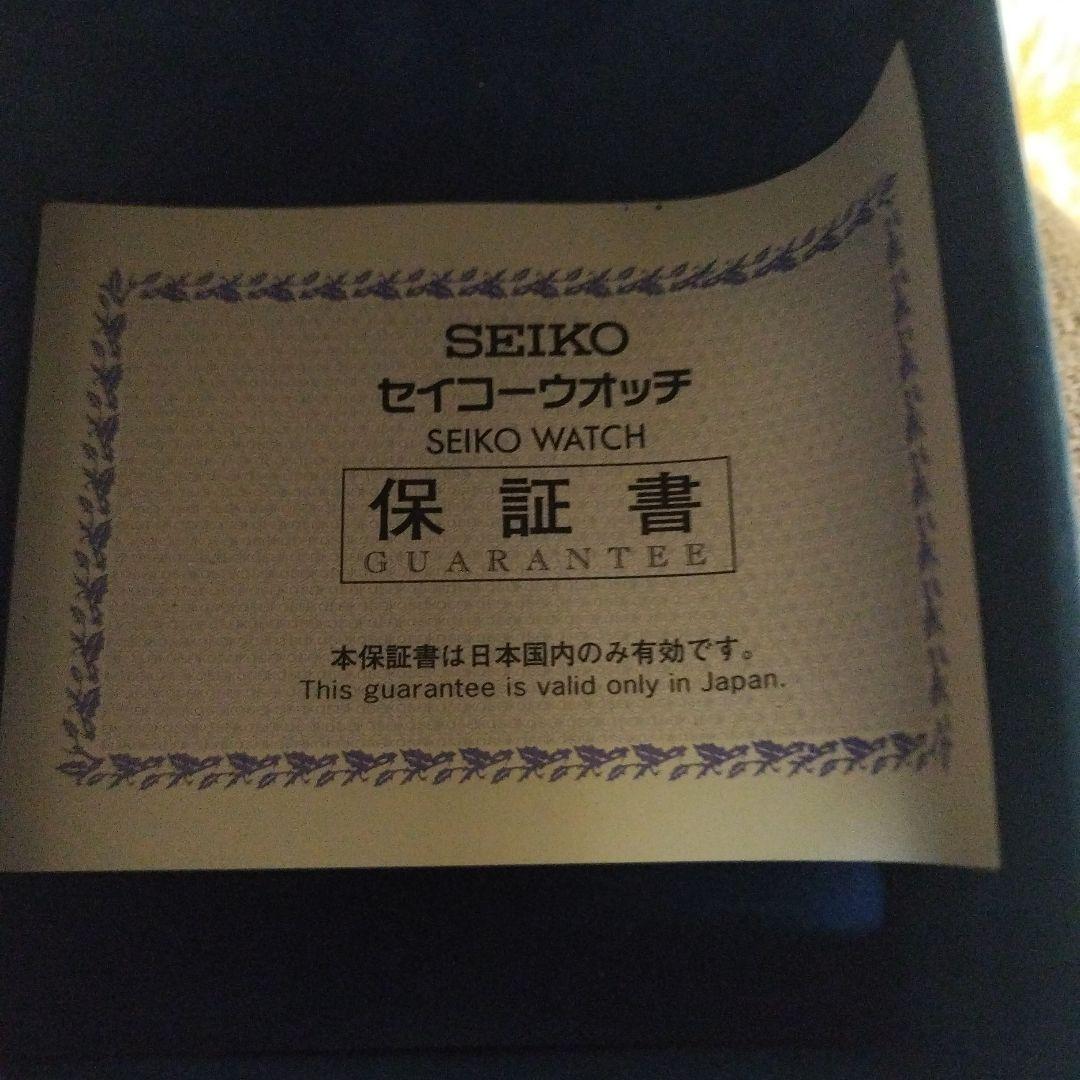 SEIKO
セイコーウオッチ
SEIKO WATCH
保証書
GUARANTEE
本保証書は日本国内のみ有効です。
This guarantee is valid only in Japan.